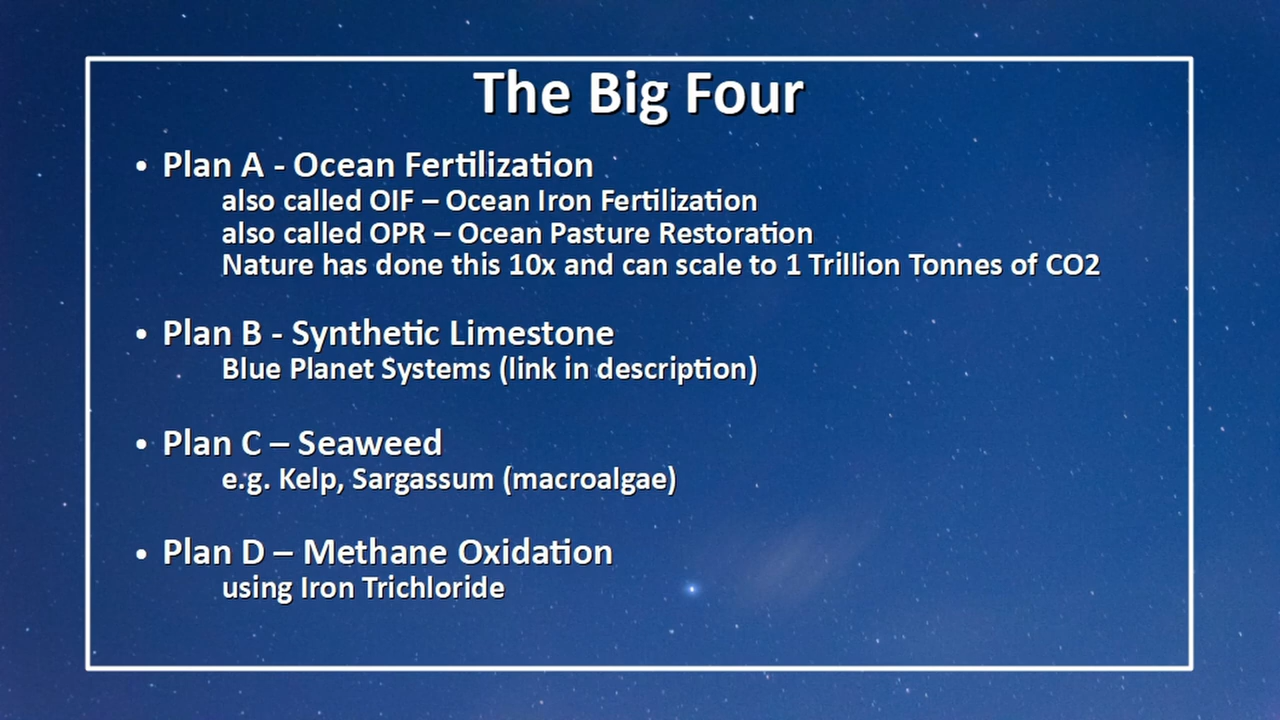 The Big Four
• Plan A - Ocean Fertilization
also called OIF – Ocean Iron Fertilization
also called OPR – Ocean Pasture Restoration
Nature has done this 10x and can scale to 1 Trillion Tonnes of CO2
• Plan B - Synthetic Limestone
Blue Planet Systems (link in description)
• Plan C – Seaweed
e.g. Kelp, Sargassum (macroalgae)
• Plan D – Methane Oxidation
using Iron Trichloride